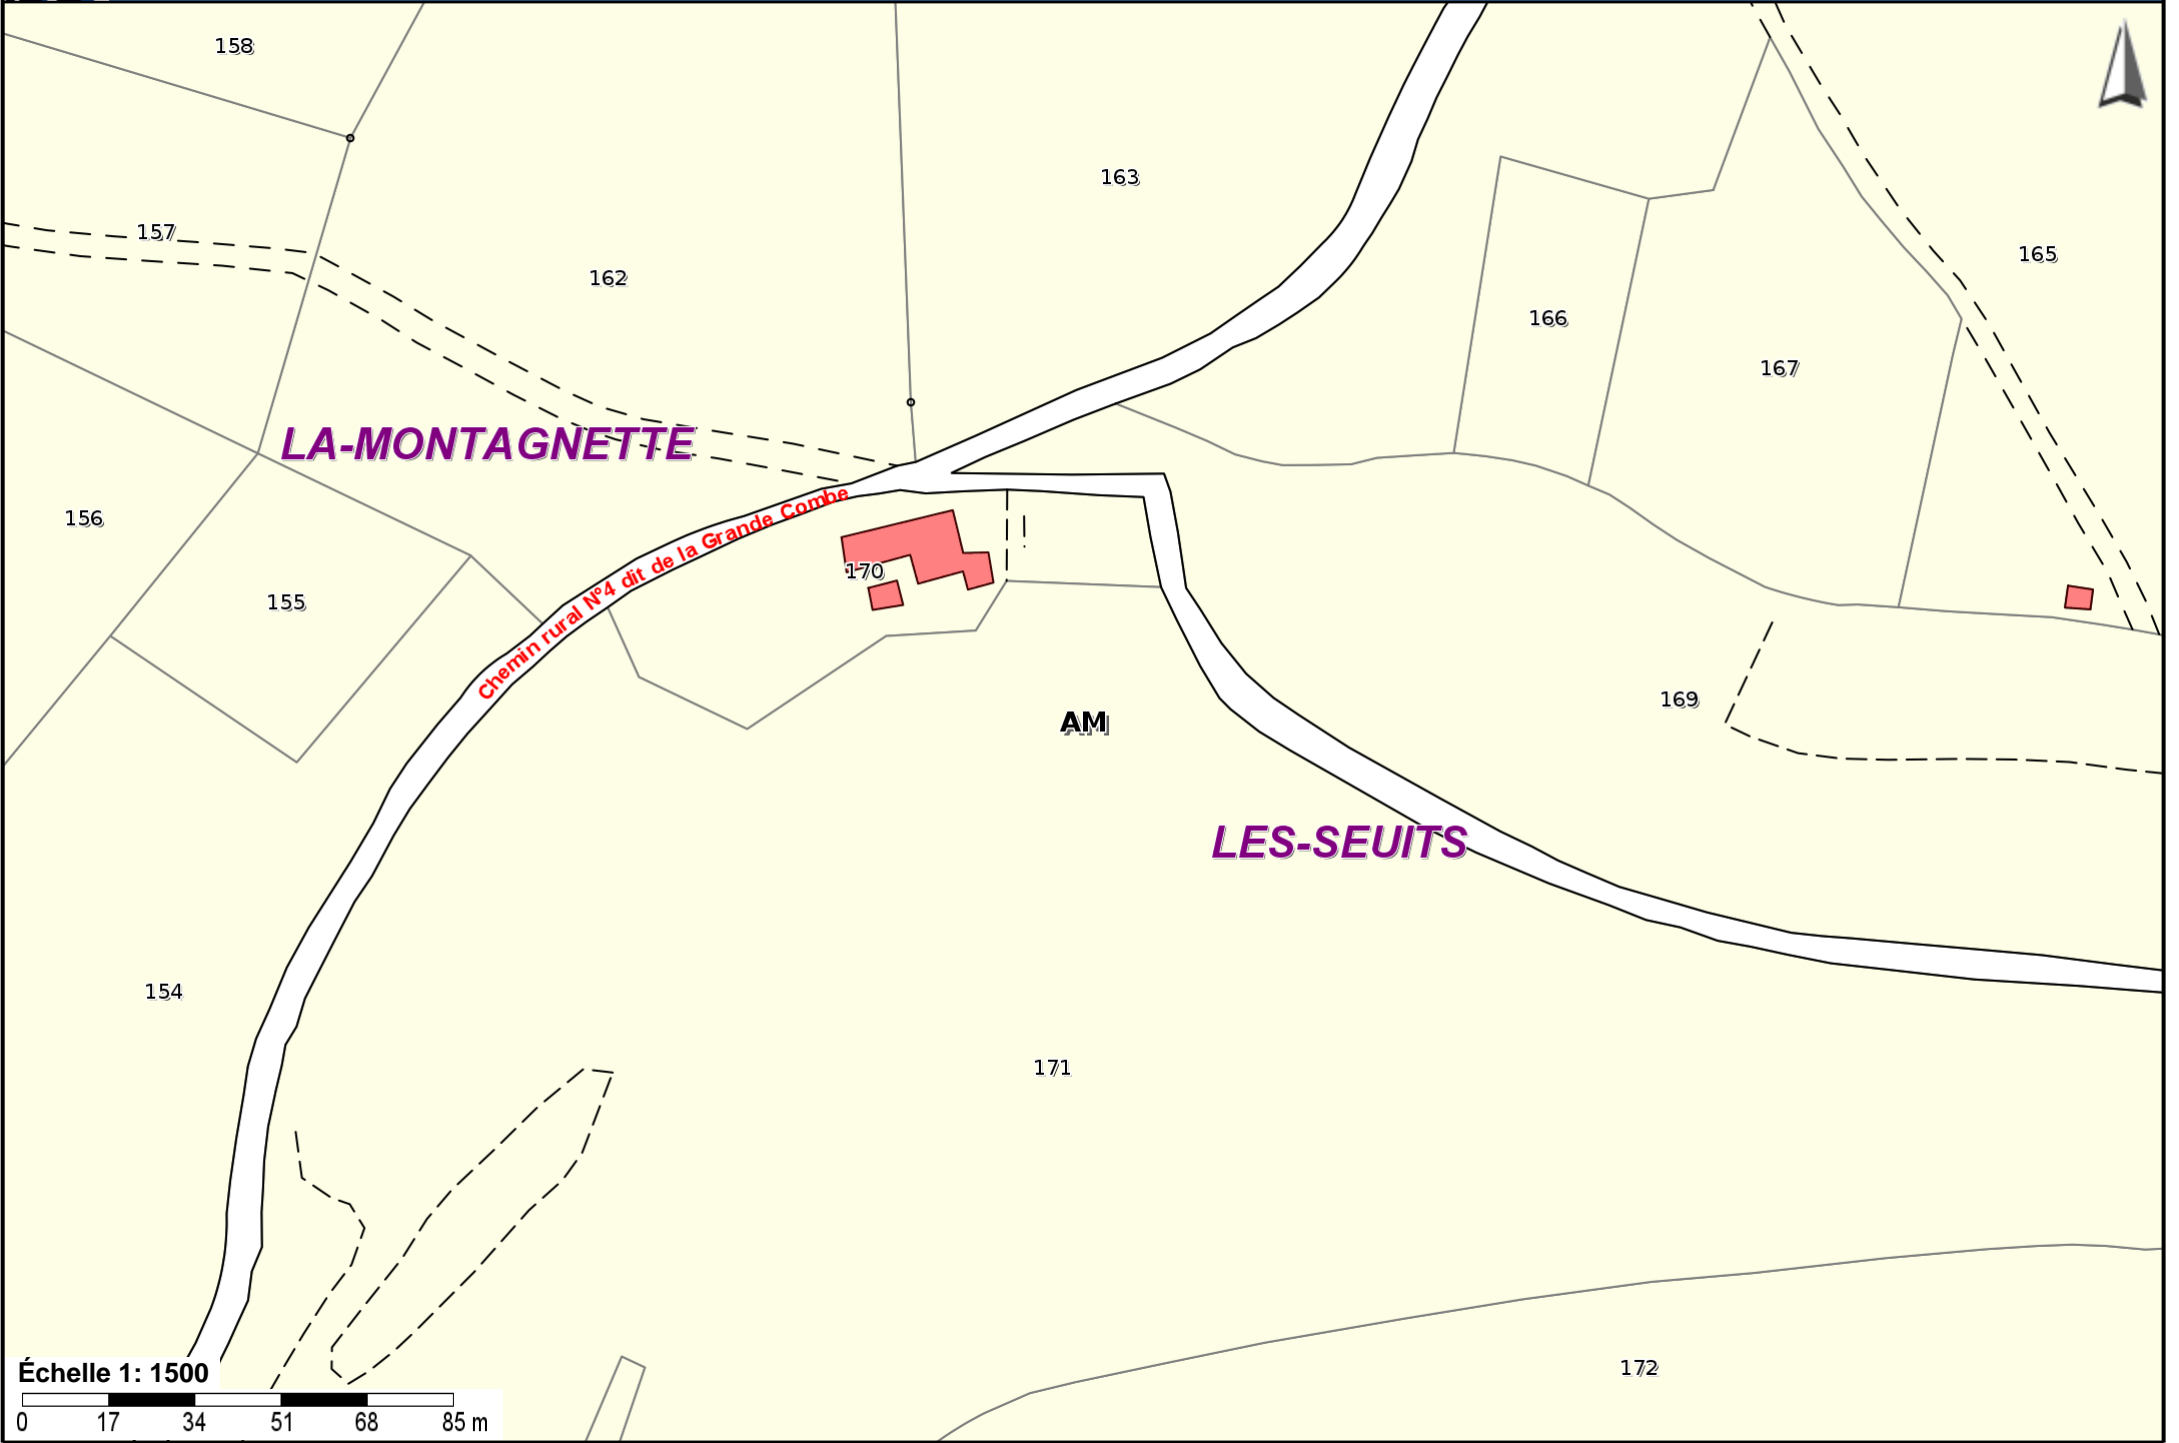 158
163
157
162
165
166
167
LA-MONTAGNETTE
156
Chemin rural N°4 dit de la Grande Combe
170
155
169
AM
LES-SEUITS
154
171
172
Échelle 1: 1500
0 17 34 51 68 85 m